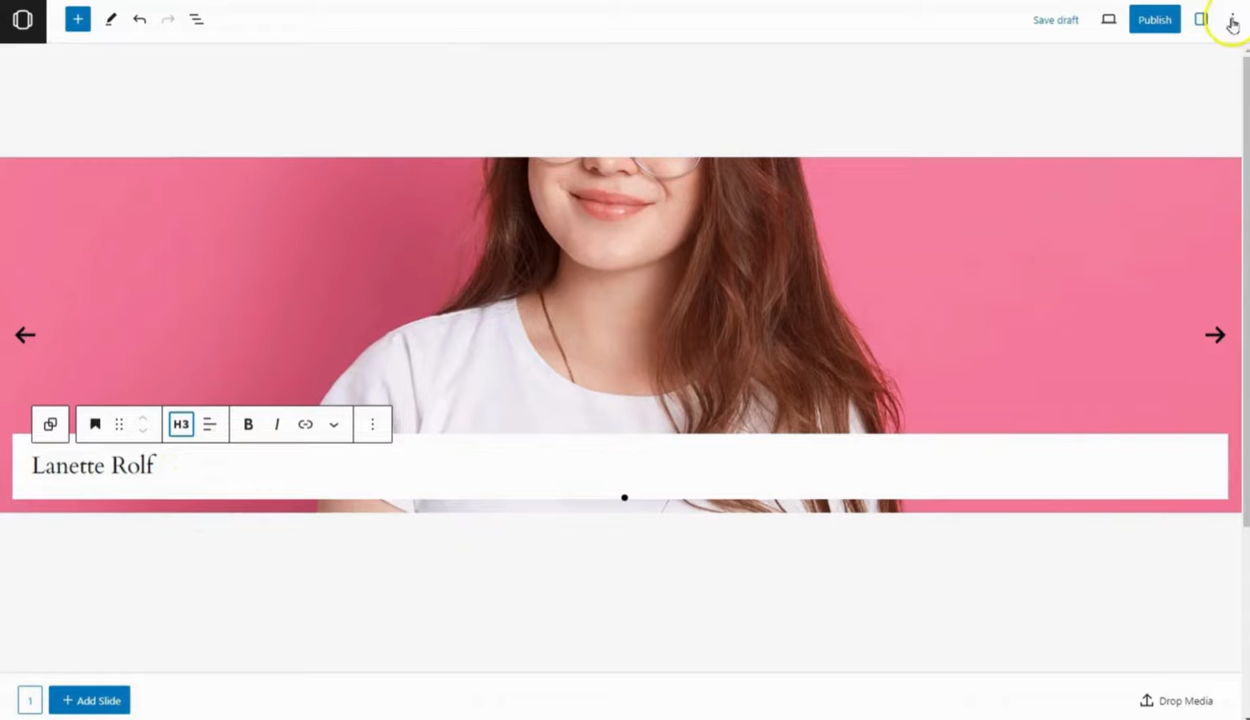 Save draft
Publish
H3
B I
Lanette Rolf
1
+ Add Slide
Drop Media